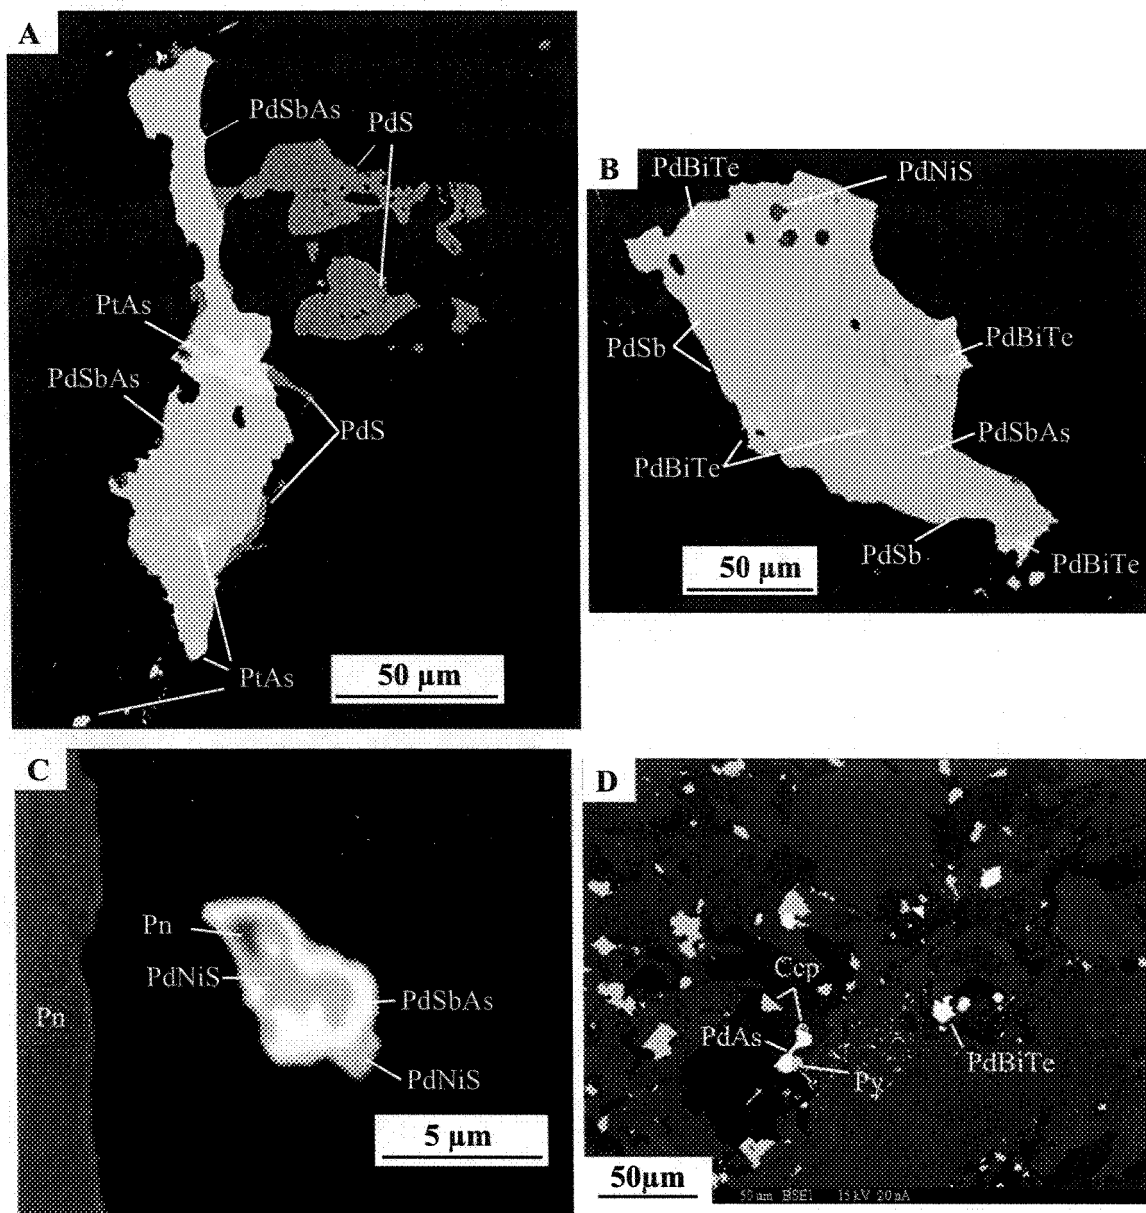 A
PdSbAs
PdS
PtAs
PdSbAs
PdS
PtAs
50 µm
B
PdBiTe
PdNiS
PdSb
PdBiTe
PdSbAs
PdBiTe
PdSb
PdBiTe
50 µm
C
Pn
PdNiS
Pn
PdSbAs
PdNiS
5 µm
D
Ccp
PdAs
PdBiTe
Py
50µm
50 um BSE1 15 kV 20 nA